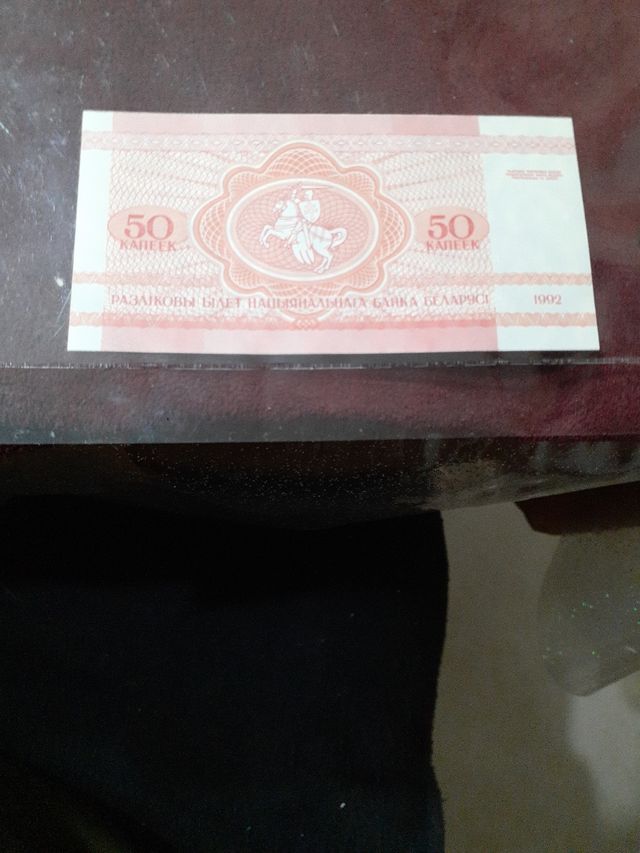 50 50
КАПЕЕК КАПЕЕК
РАЗЛІКОВЫ БІЛЕТ НАЦЫЯНАЛЬНАГА БАНКА БЕЛАРУСІ 1992